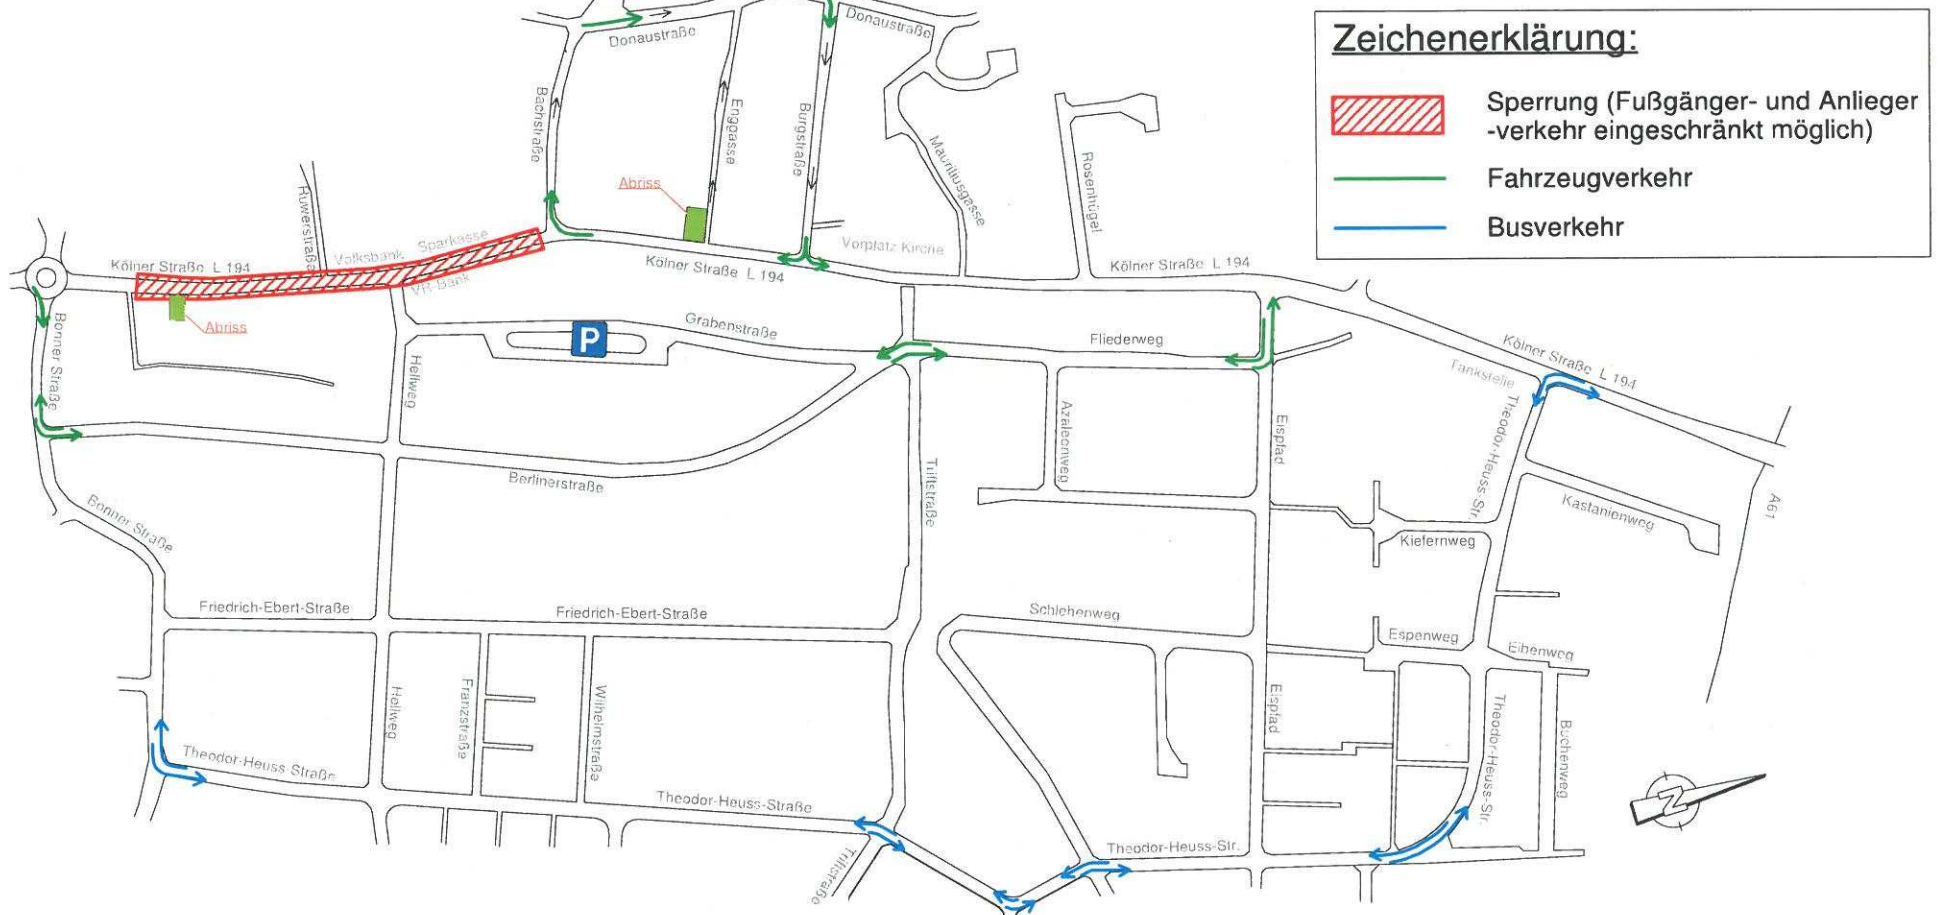 Zeichenerklärung:
Sperrung (Fußgänger- und Anlieger
-verkehr eingeschränkt möglich)
Fahrzeugverkehr
Busverkehr
Donaustraße
Donaustraße
Bachstraße
Enggasse
Burgstraße
Mauritiusgasse
Rosenhügel
Abriss
Ruwerstraße
Volksbank
Sparkasse
VR-Bank
Vorplatz Kirche
Kölner Straße L 194
Kölner Straße L 194
Kölner Straße L 194
Kölner Straße L 194
Abriss
Bonner Straße
Hellweg
P
Grabenstraße
Fliederweg
Tankstelle
Theodor-Heuss-Str.
Azaleenweg
Eispfad
Triftstraße
Berlinerstraße
Bonner Straße
Kastanienweg
A61
Kiefernweg
Friedrich-Ebert-Straße
Friedrich-Ebert-Straße
Schlehenweg
Espenweg
Eibenweg
Hellweg
Franzstraße
Wilhelmstraße
Eispfad
Theodor-Heuss-Str.
Buchenweg
Theodor-Heuss-Straße
Theodor-Heuss-Straße
Theodor-Heuss-Str.
Triftstraße
N